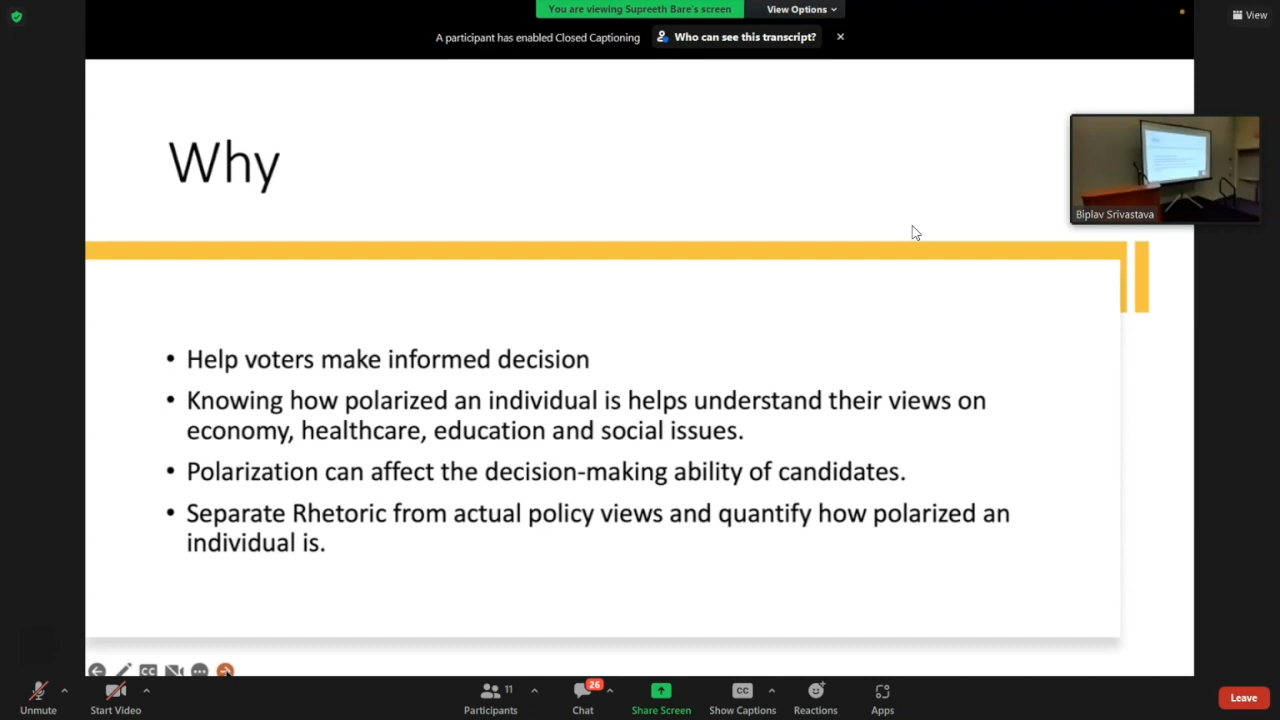 You are viewing Supreeth Bare's screen
View Options
View
A participant has enabled Closed Captioning
Who can see this transcript?
Why
Biplav Srivastava
• Help voters make informed decision
• Knowing how polarized an individual is helps understand their views on
economy, healthcare, education and social issues.
• Polarization can affect the decision-making ability of candidates.
• Separate Rhetoric from actual policy views and quantify how polarized an
individual is.
CC
Unmute
Start Video
11
Participants
26
Chat
Share Screen
CC
Show Captions
Reactions
Apps
Leave